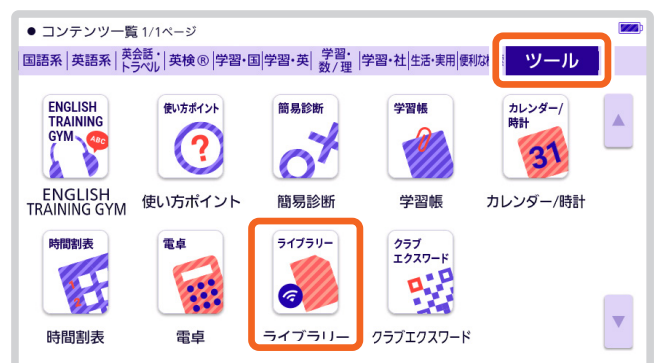 ● コンテンツ一覧 1/1ページ
国語系 英語系 英会話・トラベル 英検® 学習・国 学習・英 学習・数/理 学習・社 生活・実用 ツール
ENGLISH TRAINING GYM
ABC
使い方ポイント
?
簡易診断
学習帳
カレンダー/時計
31
ENGLISH TRAINING GYM
使い方ポイント
簡易診断
学習帳
カレンダー/時計
時間割表
電卓
ライブラリー
クラブエクスワード
時間割表
電卓
ライブラリー
クラブエクスワード